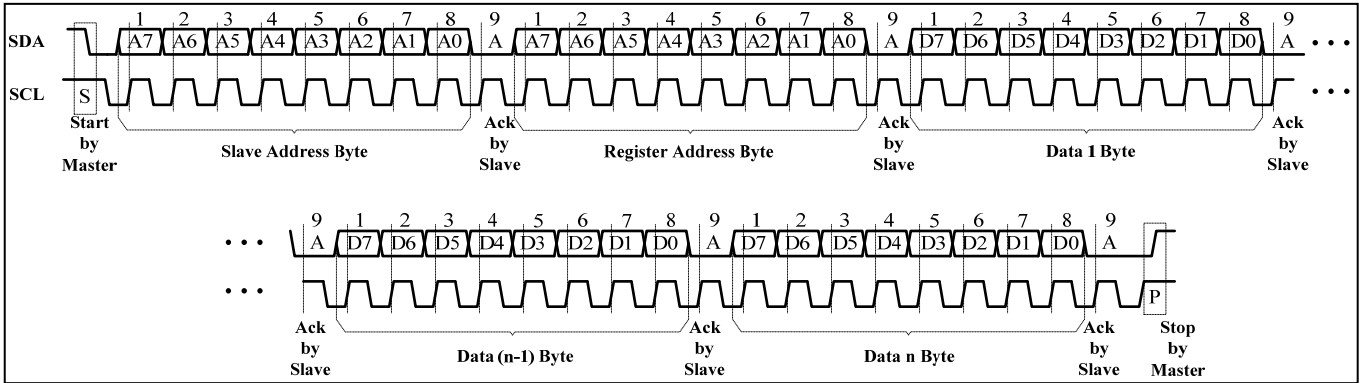 1 2 3 4 5 6 7 8 9 1 2 3 4 5 6 7 8 9 1 2 3 4 5 6 7 8 9
SDA A7 A6 A5 A4 A3 A2 A1 A0 A A7 A6 A5 A4 A3 A2 A1 A0 A D7 D6 D5 D4 D3 D2 D1 D0 A • • •
SCL S • • •
Start by Master
Slave Address Byte
Ack by Slave
Register Address Byte
Ack by Slave
Data 1 Byte
Ack by Slave
9 1 2 3 4 5 6 7 8 9 1 2 3 4 5 6 7 8 9
• • • A D7 D6 D5 D4 D3 D2 D1 D0 A D7 D6 D5 D4 D3 D2 D1 D0 A
• • • P
Ack by Slave
Data (n-1) Byte
Ack by Slave
Data n Byte
Ack by Slave
Stop by Master